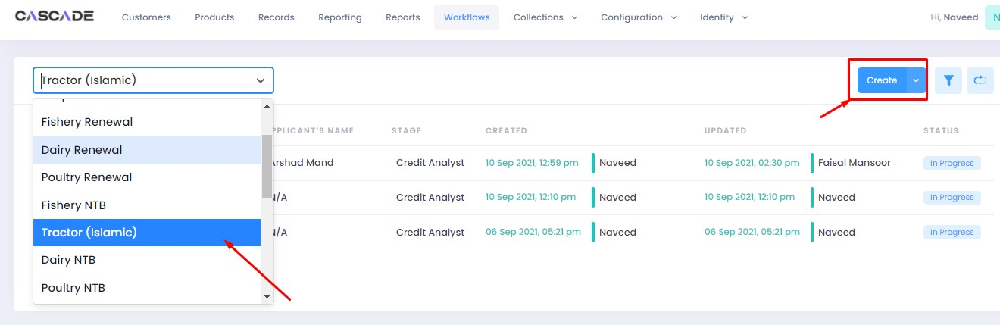 CASCADE Customers Products Records Reporting Reports Workflows Collections Configuration Identity Hi, Naveed N
Tractor (Islamic) Create
Fishery Renewal
PPLICANT'S NAME STAGE CREATED UPDATED STATUS
Dairy Renewal
Arshad Mand Credit Analyst 10 Sep 2021, 12:59 pm Naveed 10 Sep 2021, 02:30 pm Faisal Mansoor In Progress
Poultry Renewal
N/A Credit Analyst 10 Sep 2021, 12:10 pm Naveed 10 Sep 2021, 12:10 pm Naveed In Progress
Fishery NTB
Tractor (Islamic)
N/A Credit Analyst 06 Sep 2021, 05:21 pm Naveed 06 Sep 2021, 05:21 pm Naveed In Progress
Dairy NTB
Poultry NTB